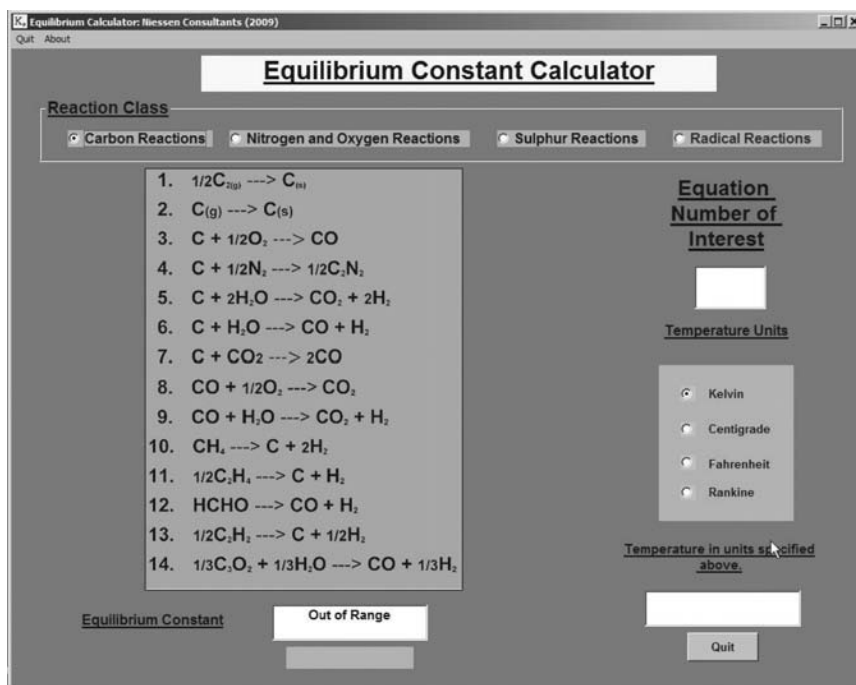 Equilibrium Calculator: Niessen Consultants (2009)
Quit About
Equilibrium Constant Calculator
Reaction Class
Carbon Reactions Nitrogen and Oxygen Reactions Sulphur Reactions Radical Reactions
1. 1/2C₂₍g₎ ---> C₍s₎
2. C(g) ---> C(s)
3. C + 1/2O₂ ---> CO
4. C + 1/2N₂ ---> 1/2C₂N₂
5. C + 2H₂O ---> CO₂ + 2H₂
6. C + H₂O ---> CO + H₂
7. C + CO2 ---> 2CO
8. CO + 1/2O₂ ---> CO₂
9. CO + H₂O ---> CO₂ + H₂
10. CH₄ ---> C + 2H₂
11. 1/2C₂H₄ ---> C + H₂
12. HCHO ---> CO + H₂
13. 1/2C₂H₂ ---> C + 1/2H₂
14. 1/3C₃O₂ + 1/3H₂O ---> CO + 1/3H₂
Equation
Number of
Interest
Temperature Units
Kelvin
Centigrade
Fahrenheit
Rankine
Temperature in units specified
above.
Equilibrium Constant
Out of Range
Quit